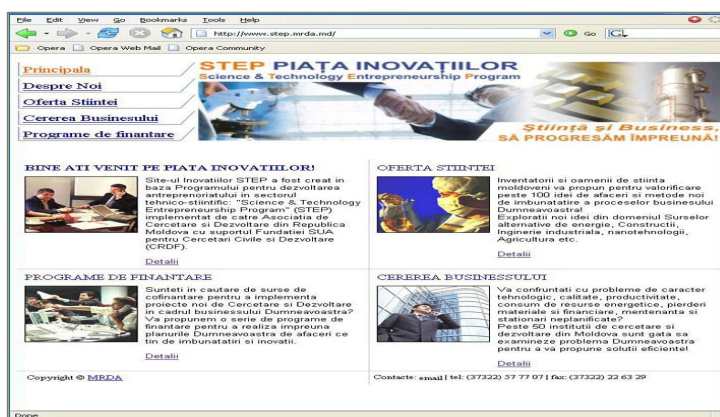 File Edit View Go Bookmarks Tools Help
http://www.step.mrda.md/
Go
Opera Opera Web Mail Opera Community
Principala
Despre Noi
Oferta Stiintei
Cererea Businesului
Programe de finantare
STEP PIAȚA INOVAȚIILOR
Science & Technology Entrepreneurship Program
Știință și Business,
SĂ PROGRESĂM ÎMPREUNĂ!
BINE ATI VENIT PE PIATA INOVATIILOR!
Site-ul Inovatiilor STEP a fost creat in
baza Programului pentru dezvoltarea
antreprenoriatului in sectorul
tehnico-stiintific: "Science & Technology
Entrepreneurship Program" (STEP)
implementat de catre Asociatia de
Cercetare si Dezvoltare din Republica
Moldova cu suportul Fundatiei SUA
pentru Cercetari Civile si Dezvoltare
(CRDF).
Detalii
OFERTA STIINTEI
Inventatorii si oamenii de stiinta
moldoveni va propun pentru valorificare
peste 100 idei de afaceri si metode noi
de imbunatatire a proceselor businesului
Dumneavoastra!
Exploratii noi idei din domeniul Surselor
alternative de energie, Constructii,
Inginerie industriala, nanotehnologii,
Agricultura etc.
Detalii
PROGRAME DE FINANTARE
Sunteti in cautare de surse de
cofinantare pentru a implementa
proiecte noi de Cercetare si Dezvoltare
in cadrul businessului Dumneavoastra?
Va propunem o serie de programe de
finantare pentru a realiza impreuna
planurile Dumneavoastra de afaceri ce
tin de imbunatatiri si inovatii.
Detalii
CEREREA BUSINESSULUI
Va confruntati cu probleme de caracter
tehnologic, calitate, productivitate,
consum de resurse energetice, pierderi
materiale si financiare, mentenanta si
stationari neplanificate?
Peste 50 institutii de cercetare si
dezvoltare din Moldova sunt gata sa
examineze problema Dumneavoastra
pentru a va propune solutii eficiente!
Detalii
Copyright © MRDA
Contacte: email | tel: (37322) 57 77 07 | fax: (37322) 22 63 29
Done